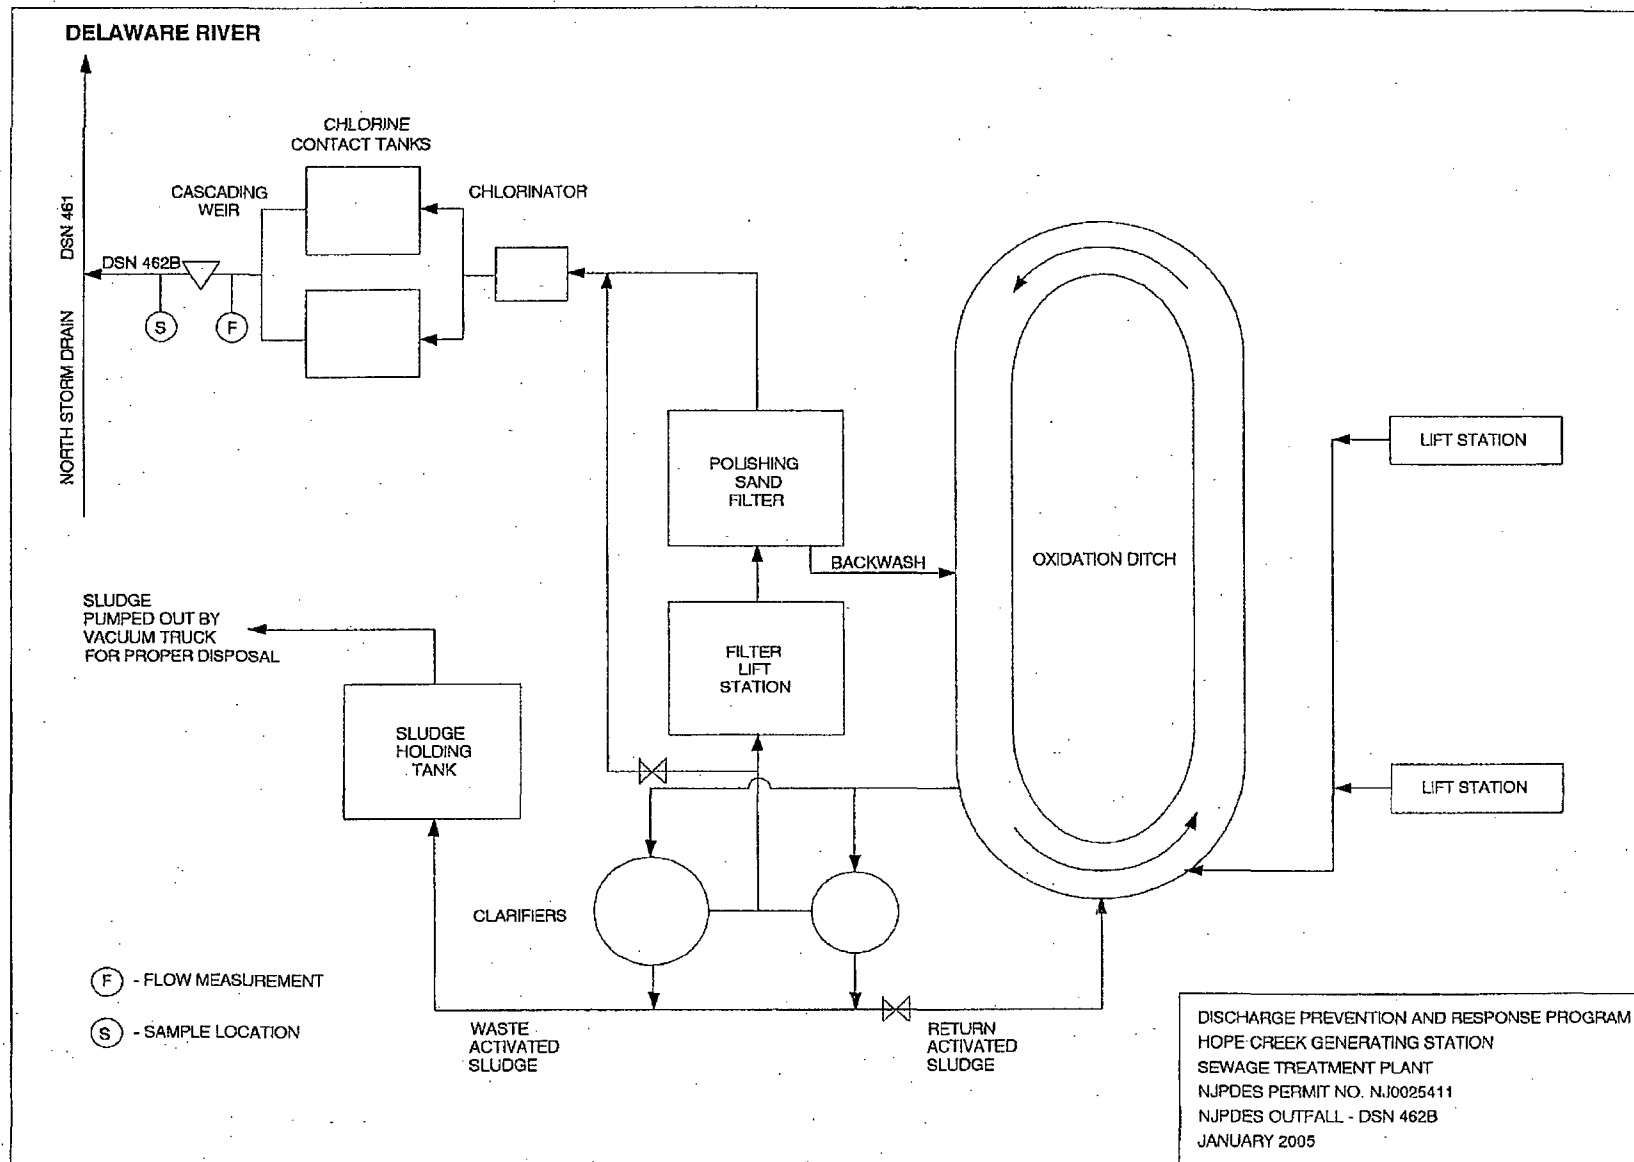 DELAWARE RIVER
CHLORINE
CONTACT TANKS
CASCADING
WEIR
CHLORINATOR
DSN 461
NORTH STORM DRAIN
DSN 462B
S
F
POLISHING
SAND
FILTER
BACKWASH
OXIDATION DITCH
LIFT STATION
SLUDGE
PUMPED OUT BY
VACUUM TRUCK
FOR PROPER DISPOSAL
FILTER
LIFT
STATION
SLUDGE
HOLDING
TANK
LIFT STATION
CLARIFIERS
F - FLOW MEASUREMENT
S - SAMPLE LOCATION
WASTE
ACTIVATED
SLUDGE
RETURN
ACTIVATED
SLUDGE
DISCHARGE PREVENTION AND RESPONSE PROGRAM
HOPE CREEK GENERATING STATION
SEWAGE TREATMENT PLANT
NJPDES PERMIT NO. NJ0025411
NJPDES OUTFALL - DSN 462B
JANUARY 2005